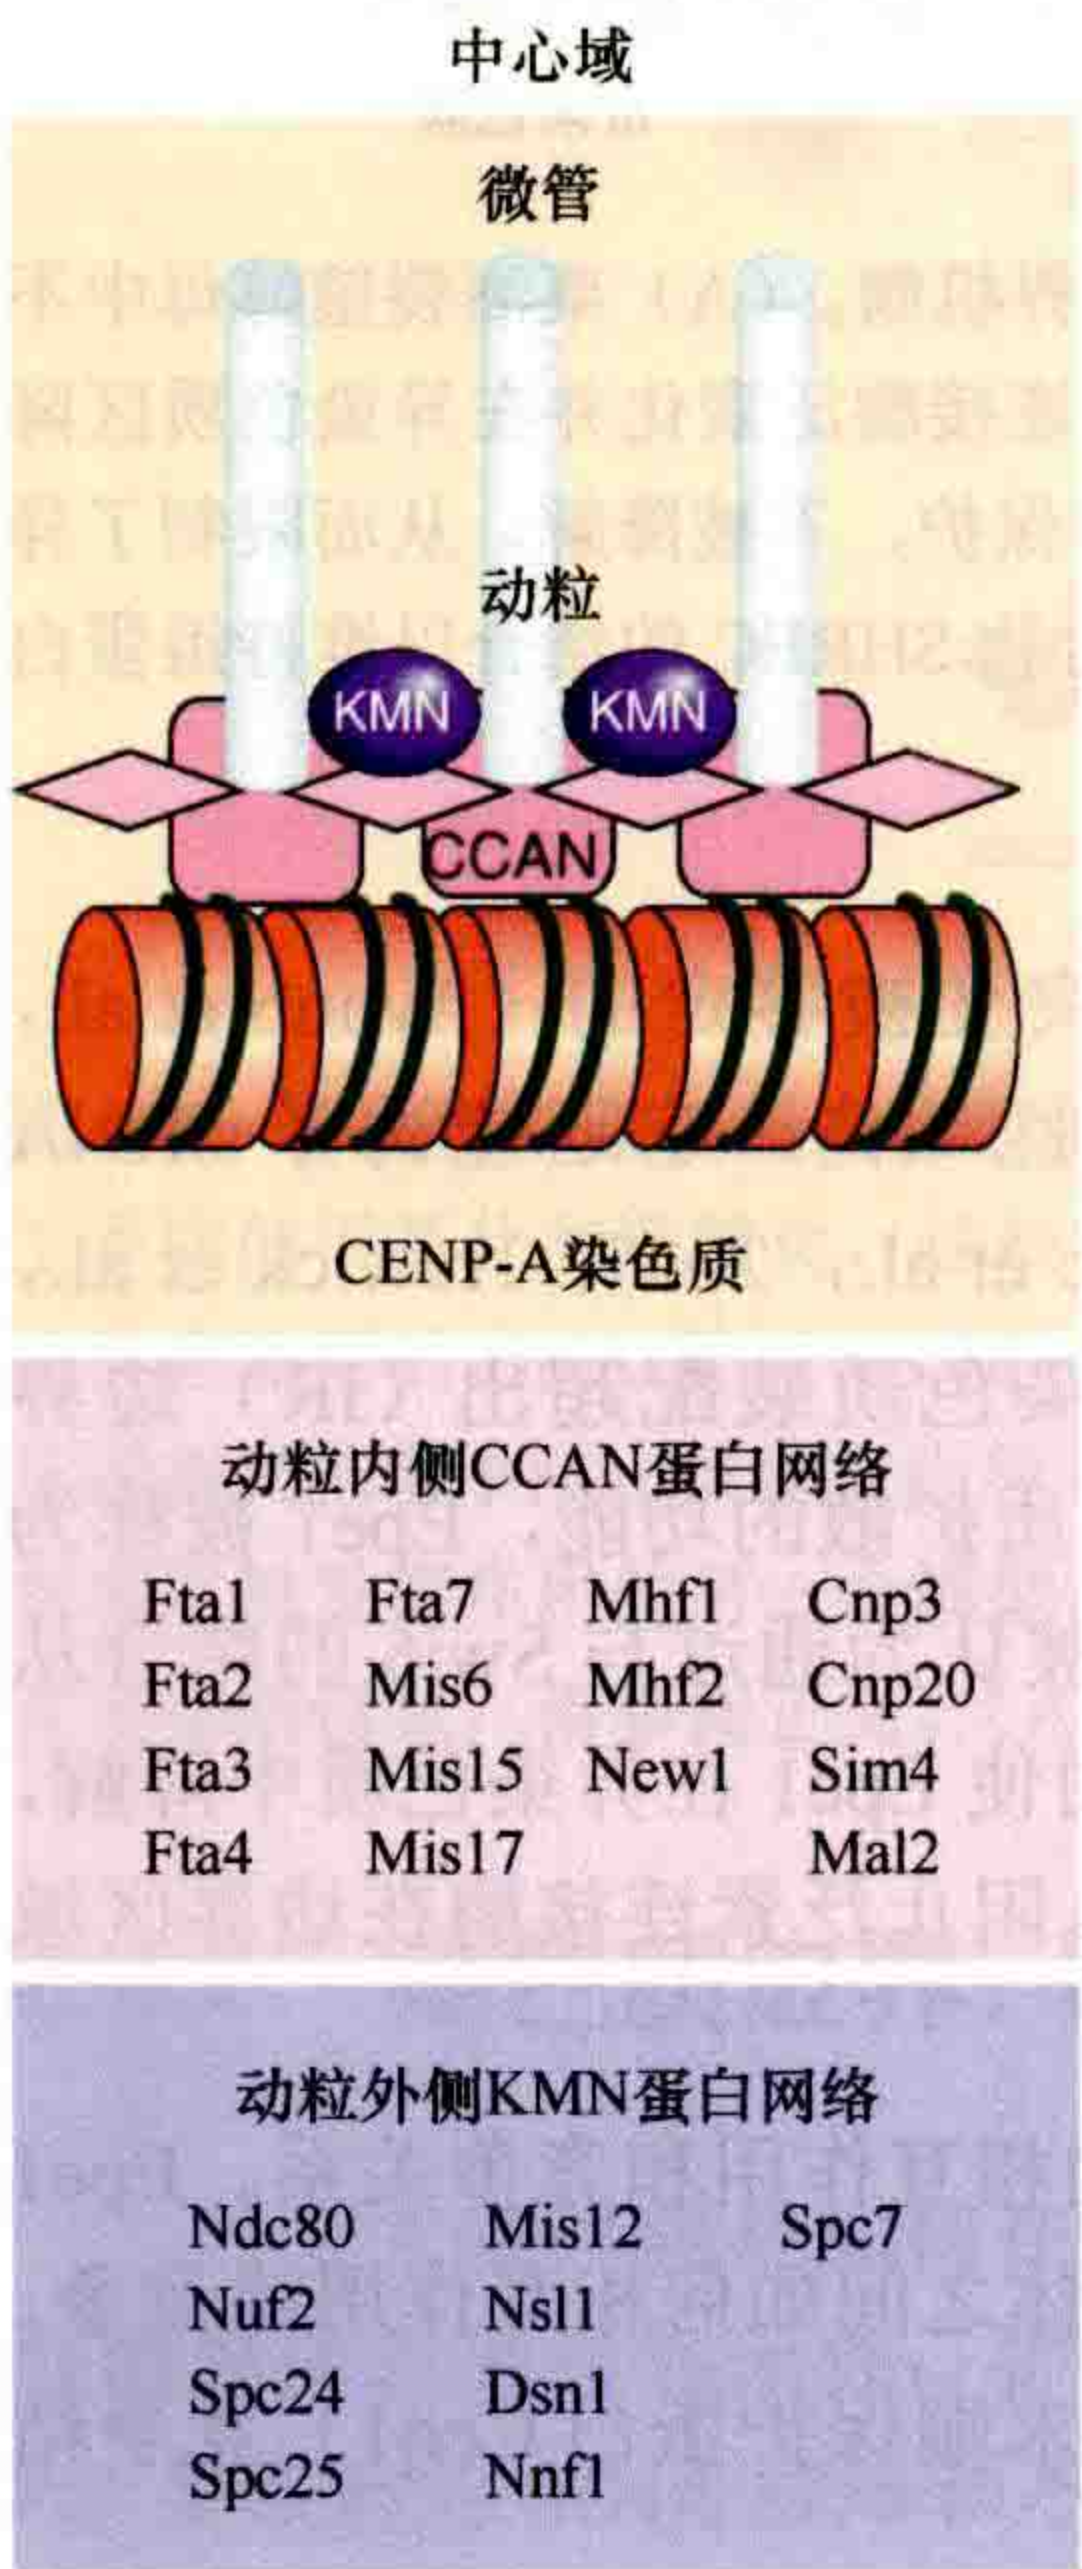 中心域
微管
动粒
KMN KMN
CCAN
CENP-A染色质
动粒内侧CCAN蛋白网络
Fta1 Fta7 Mhf1 Cnp3
Fta2 Mis6 Mhf2 Cnp20
Fta3 Mis15 New1 Sim4
Fta4 Mis17 Mal2
动粒外侧KMN蛋白网络
Ndc80 Mis12 Spc7
Nuf2 Nsl1
Spc24 Dsn1
Spc25 Nnf1